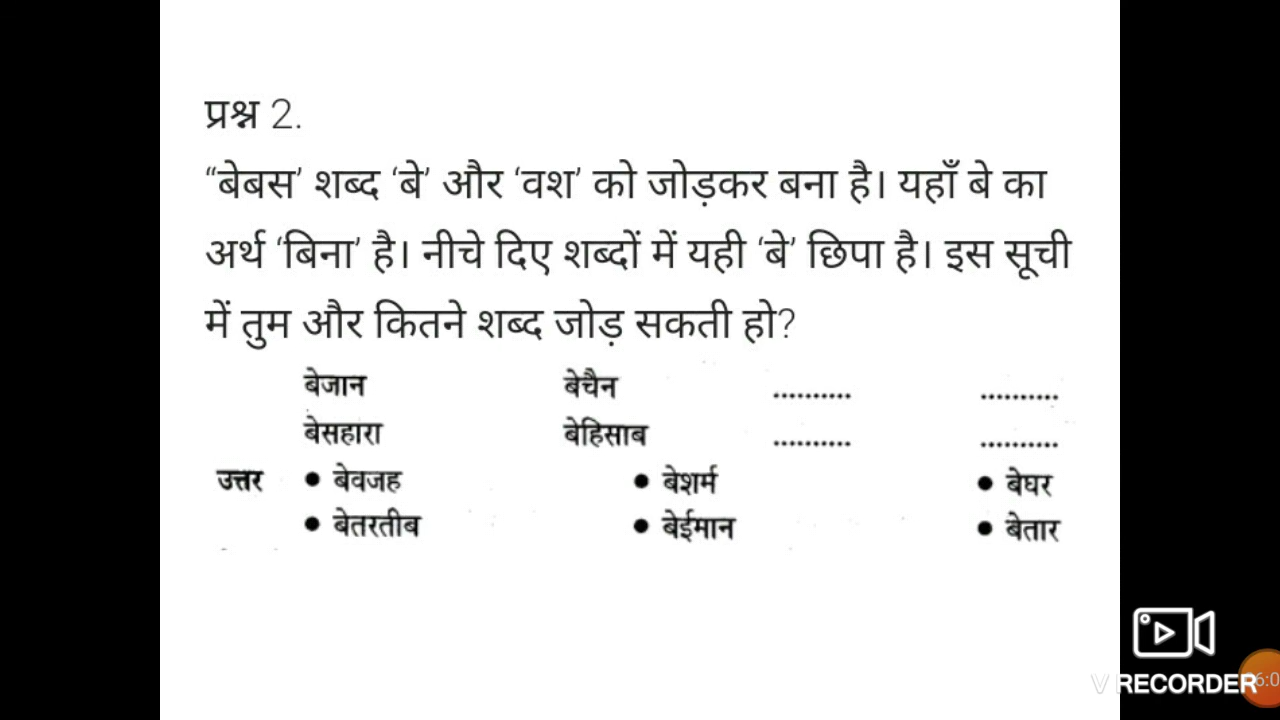 प्रश्न 2.
“बेबस’ शब्द ‘बे’ और ‘वश’ को जोड़कर बना है। यहाँ बे का
अर्थ ‘बिना’ है। नीचे दिए शब्दों में यही ‘बे’ छिपा है। इस सूची
में तुम और कितने शब्द जोड़ सकती हो?
बेजान बेचैन .......... ..........
बेसहारा बेहिसाब .......... ..........
उत्तर • बेवजह • बेशर्म • बेघर
• बेतरतीब • बेईमान • बेतार
V RECORDER